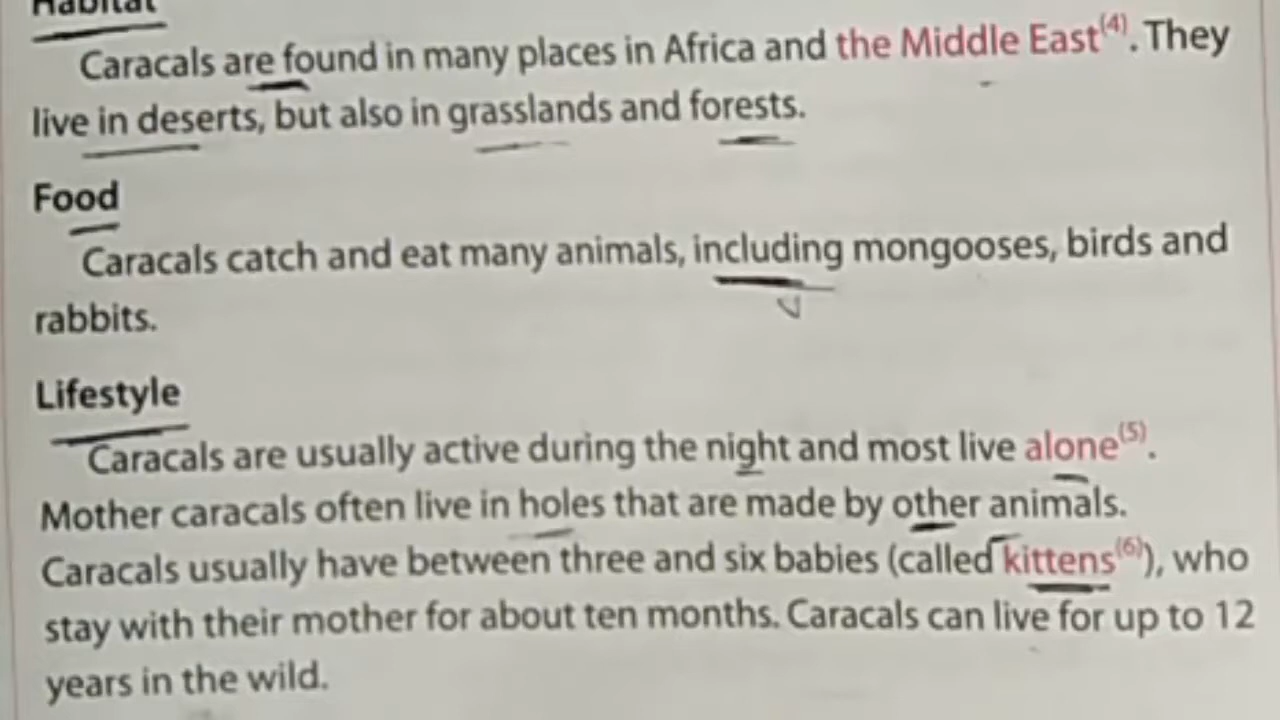 Habitat
Caracals are found in many places in Africa and the Middle East(4). They
live in deserts, but also in grasslands and forests.
Food
Caracals catch and eat many animals, including mongooses, birds and
rabbits.
Lifestyle
Caracals are usually active during the night and most live alone(5).
Mother caracals often live in holes that are made by other animals.
Caracals usually have between three and six babies (called kittens(6)), who
stay with their mother for about ten months. Caracals can live for up to 12
years in the wild.